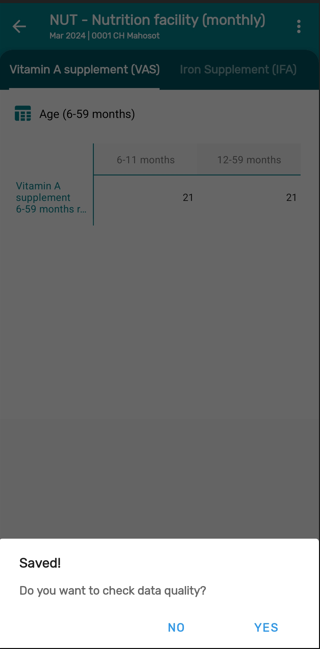 NUT - Nutrition facility (monthly)
Mar 2024 | 0001 CH Mahosot
Vitamin A supplement (VAS) Iron Supplement (IFA)
Age (6-59 months)
6-11 months 12-59 months
Vitamin A
supplement
6-59 months r...
21 21
Saved!
Do you want to check data quality?
NO YES